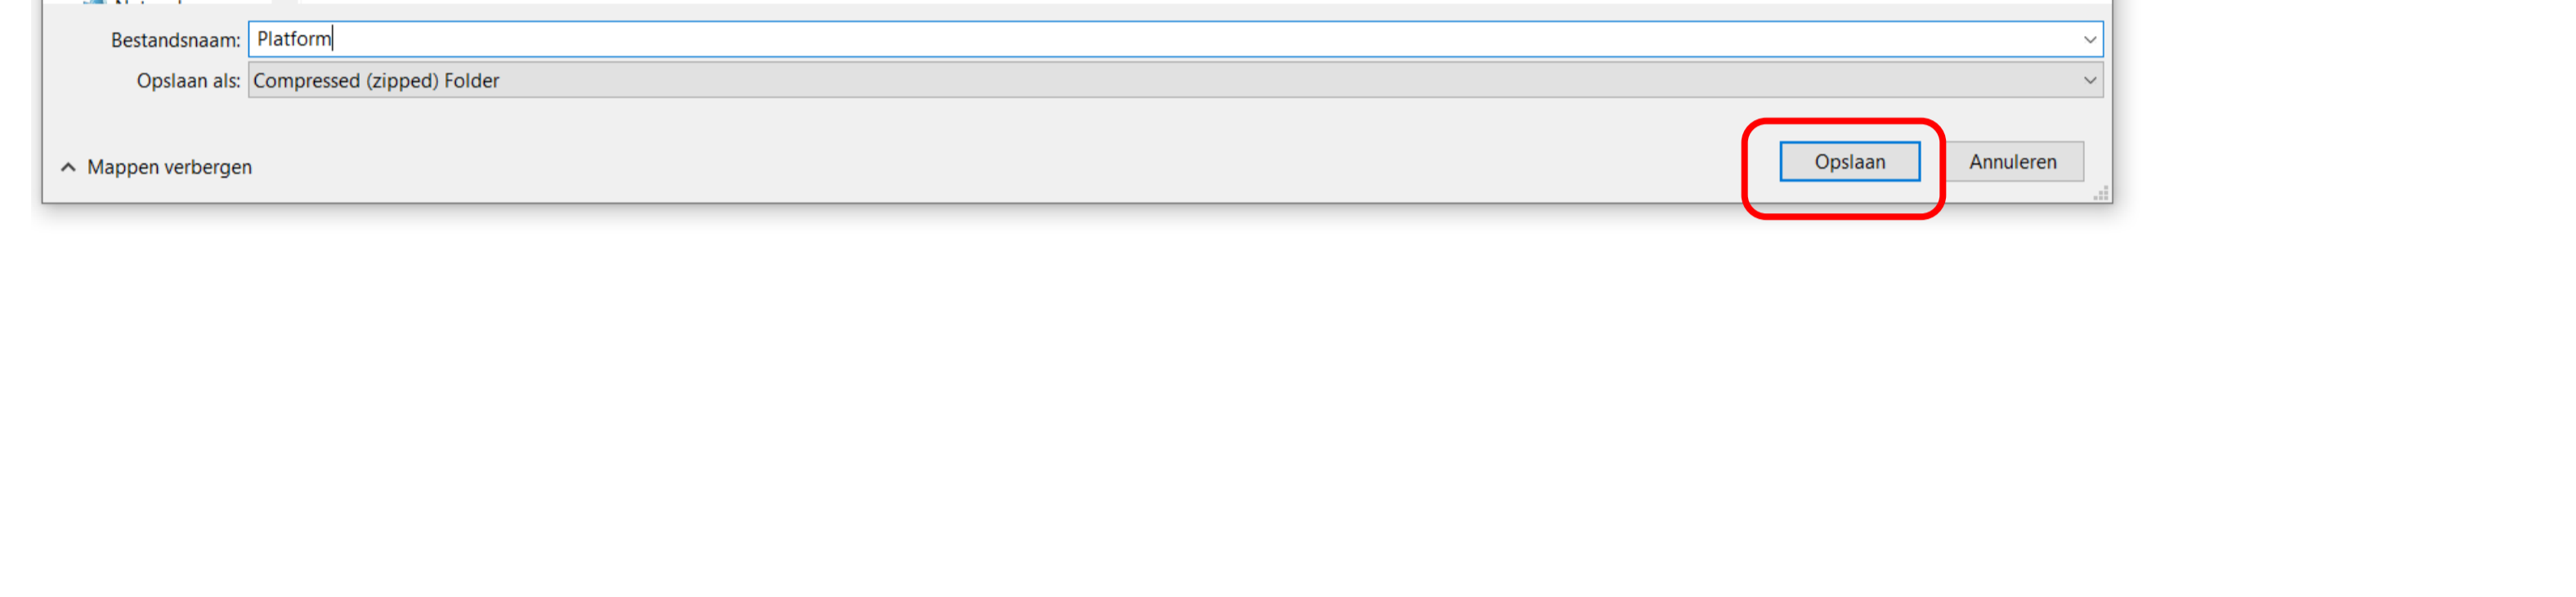 Bestandsnaam: Platform
Opslaan als: Compressed (zipped) Folder
Mappen verbergen
Opslaan Annuleren